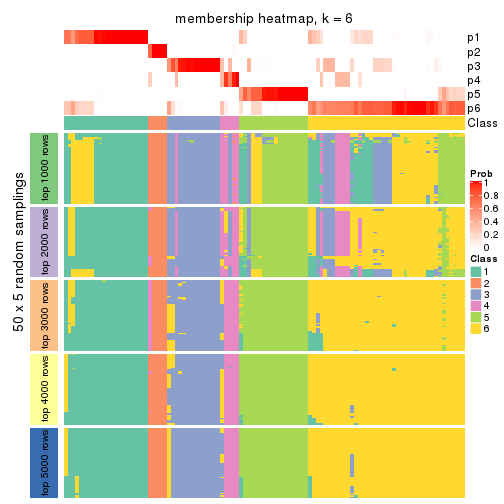 membership heatmap, k = 6
p1
p2
p3
p4
p5
p6
Class
50 x 5 random samplings
top 1000 rows
top 2000 rows
top 3000 rows
top 4000 rows
top 5000 rows
Prob
1
0.8
0.6
0.4
0.2
0
Class
1
2
3
4
5
6